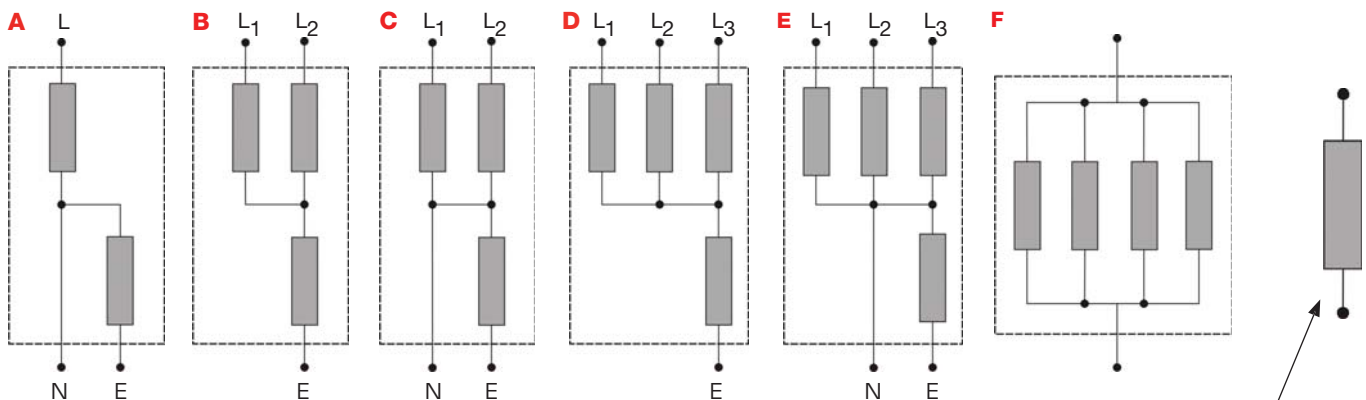 A L B L₁ L₂ C L₁ L₂ D L₁ L₂ L₃ E L₁ L₂ L₃ F
N E E N E E N E